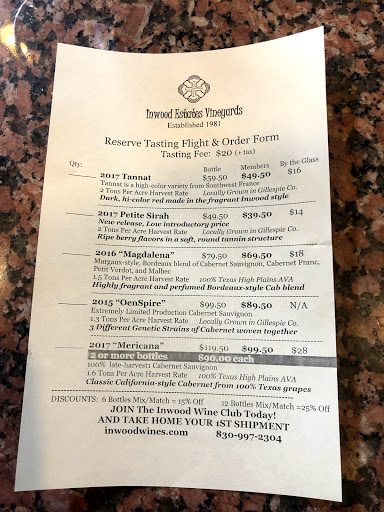 Inwood Estates Vineyards
Established 1981
Reserve Tasting Flight & Order Form
Tasting Fee: $20 (+ tax)
Qty: Bottle Members By the Glass
2017 Tannat $59.50 $49.50 $16
Tannat is a high-color variety from Southwest France
2 Tons Per Acre Harvest Rate Locally Grown in Gillespie Co.
Dark, hi-color red made in the fragrant Inwood style
2017 Petite Sirah $49.50 $39.50 $14
New release, Low introductory price
2 Tons Per Acre Harvest Rate Locally Grown in Gillespie Co.
Ripe berry flavors in a soft, round tannin structure
2016 "Magdalena" $79.50 $69.50 $18
Margaux-style, Bordeaux blend of Cabernet Sauvignon, Cabernet Franc,
Petit Verdot, and Malbec
1.5 Tons Per Acre Harvest Rate 100% Texas High Plains AVA
Highly fragrant and perfumed Bordeaux-style Cab blend
2015 "OenSpire" $99.50 $89.50 N/A
Extremely Limited Production Cabernet Sauvignon
1.3 Tons Per Acre Harvest Rate Locally Grown in Gillespie Co.
3 Different Genetic Strains of Cabernet woven together
2017 "Mericana" $119.50 $99.50 $28
2 or more bottles $90.00 each
100% late-harvest1 Cabernet Sauvignon
1.6 Tons Per Acre Harvest Rate 100% Texas High Plains AVA
Classic California-style Cabernet from 100% Texas grapes
DISCOUNTS: 6 Bottles Mix/Match = 15% Off 12 Bottles Mix/Match =25% Off
JOIN The Inwood Wine Club Today!
AND TAKE HOME YOUR 1ST SHIPMENT
inwoodwines.com 830-997-2304